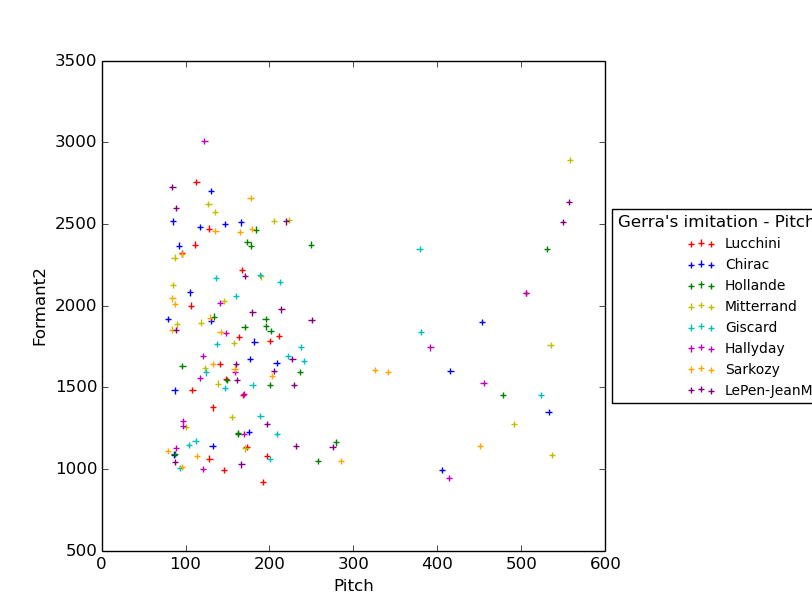 3500
3000
2500
2000
1500
1000
500
Formant2
0
100
200
300
400
500
600
Pitch
Gerra's imitation - Pitch
Lucchini
Chirac
Hollande
Mitterrand
Giscard
Hallyday
Sarkozy
LePen-JeanM